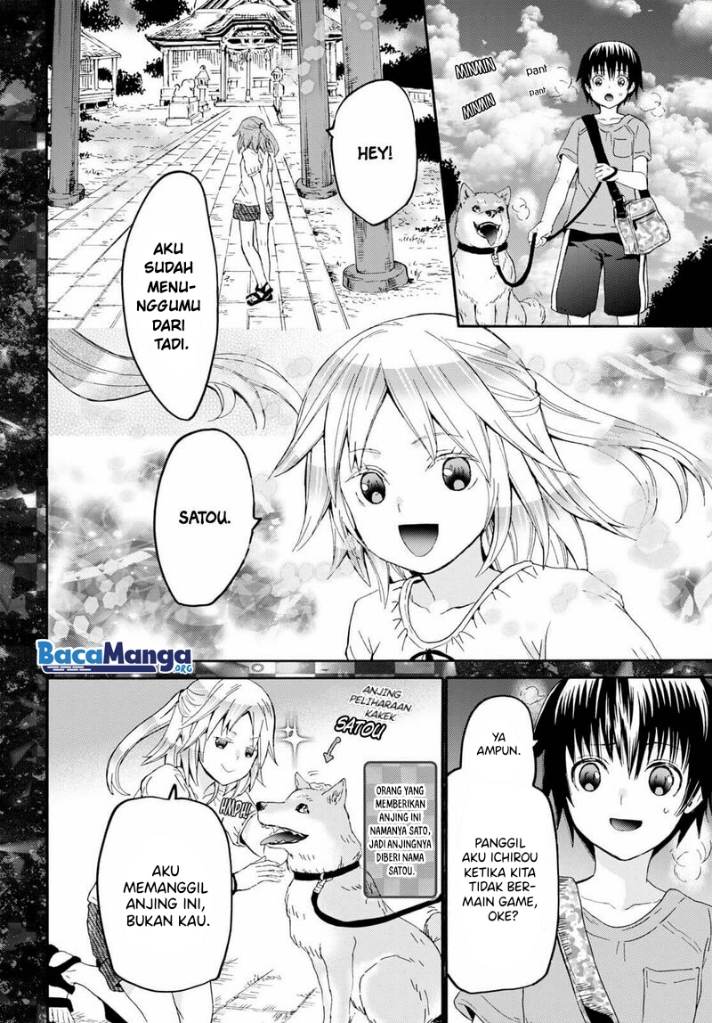 MINMIN
MINMIN
pant
pant
HEY!
AKU
SUDAH
MENU-
NGGUMU
DARI
TADI.
SATOU.
BacaManga
.ORG
YA
AMPUN.
PANGGIL
AKU ICHIROU
KETIKA KITA
TIDAK BER-
MAIN GAME,
OKE?
ANJING
PELIHARAAN
KAKEK
SATOU
ORANG YANG
MEMBERIKAN
ANJING INI
NAMANYA SATO,
JADI ANJINGNYA
DIBERI NAMA
SATOU.
HMPH!
AKU
MEMANGGIL
ANJING INI,
BUKAN KAU.